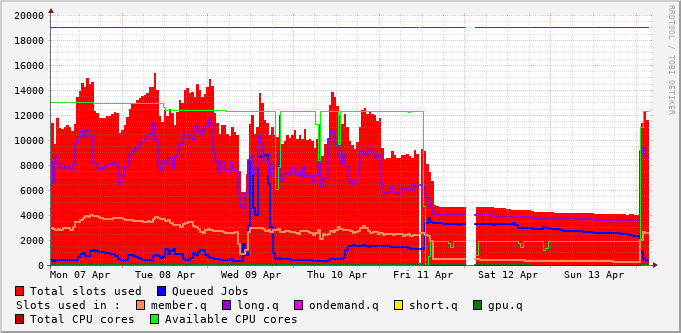 20000
18000
16000
14000
12000
10000
8000
6000
4000
2000
0
RRDTOOL / TOBI OETIKER
Mon 07 Apr Tue 08 Apr Wed 09 Apr Thu 10 Apr Fri 11 Apr Sat 12 Apr Sun 13 Apr
Total slots used Queued Jobs
Slots used in : member.q long.q ondemand.q short.q gpu.q
Total CPU cores Available CPU cores